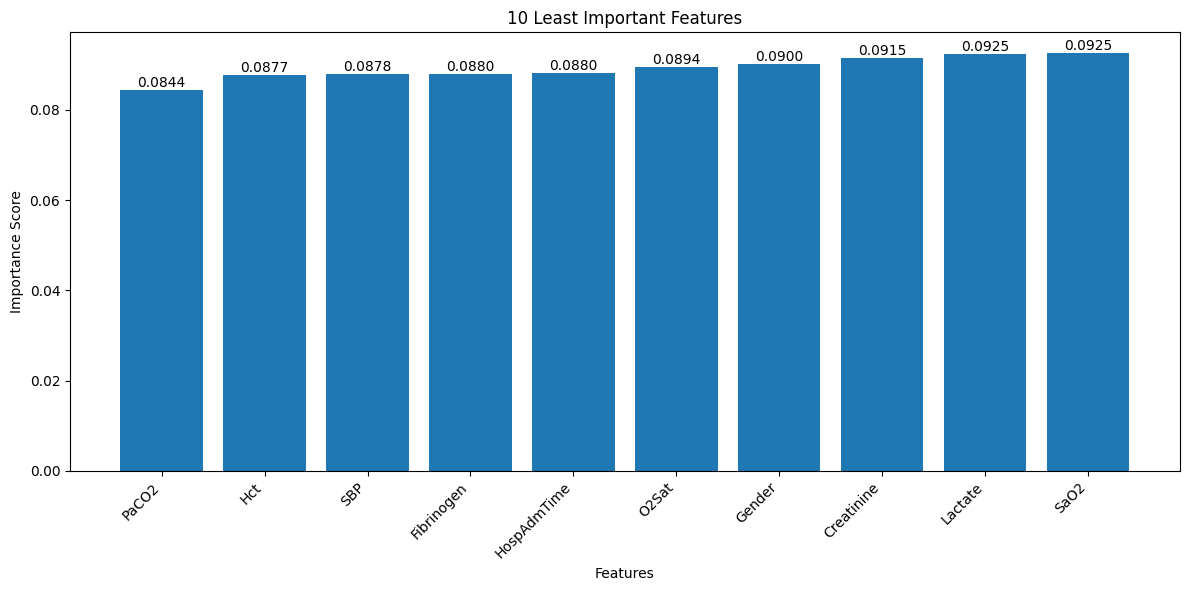 10 Least Important Features
0.0844
0.0877
0.0878
0.0880
0.0880
0.0894
0.0900
0.0915
0.0925
0.0925
Importance Score
0.08
0.06
0.04
0.02
0.00
PaCO2
Hct
SBP
Fibrinogen
HospAdmTime
O2Sat
Gender
Creatinine
Lactate
SaO2
Features